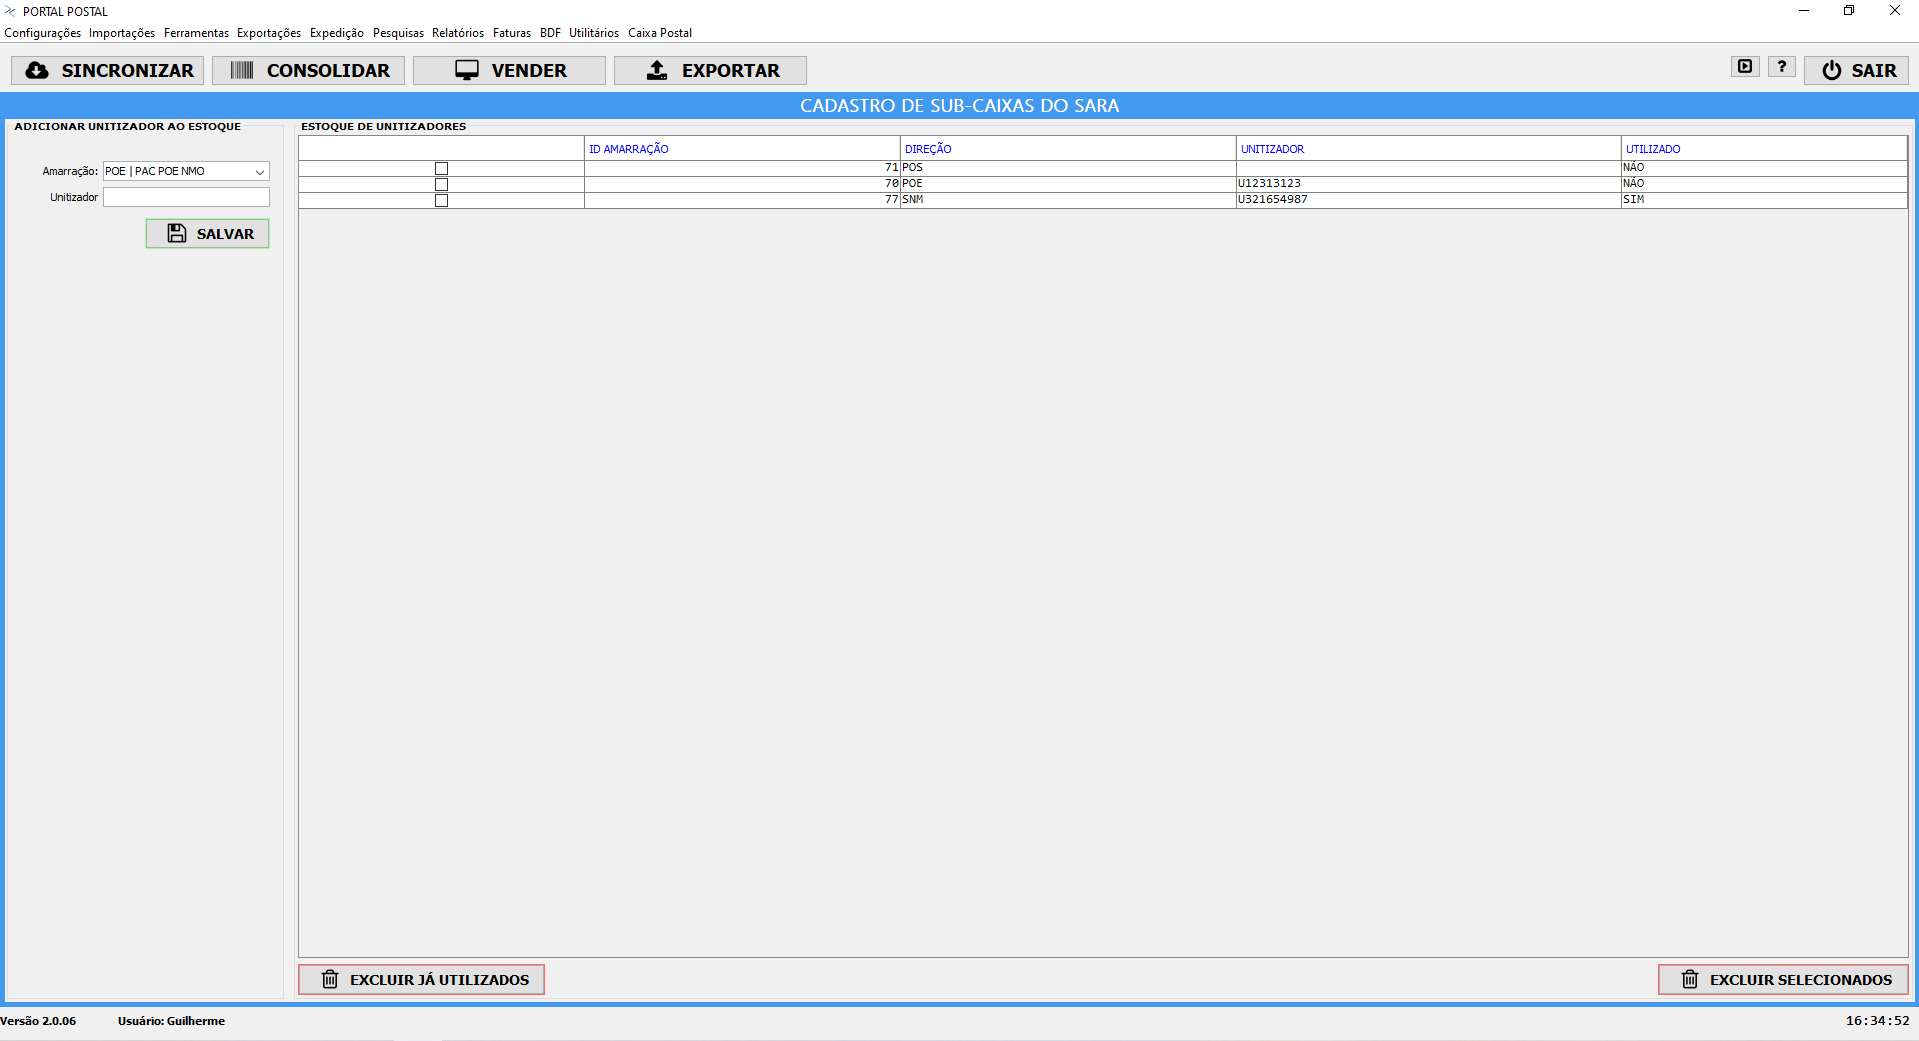 PORTAL POSTAL
Configurações Importações Ferramentas Exportações Expedição Pesquisas Relatórios Faturas BDF Utilitários Caixa Postal
SINCRONIZAR CONSOLIDAR VENDER EXPORTAR ? SAIR
CADASTRO DE SUB-CAIXAS DO SARA
ADICIONAR UNITIZADOR AO ESTOQUE
Amarração: POE | PAC POE NMO
Unitizador
SALVAR
ESTOQUE DE UNITIZADORES
ID AMARRAÇÃO DIREÇÃO UNITIZADOR UTILIZADO
71 POS NÃO
70 POE U12313123 NÃO
77 SNM U321654987 SIM
EXCLUIR JÁ UTILIZADOS EXCLUIR SELECIONADOS
Versão 2.0.06 Usuário: Guilherme 16:34:52